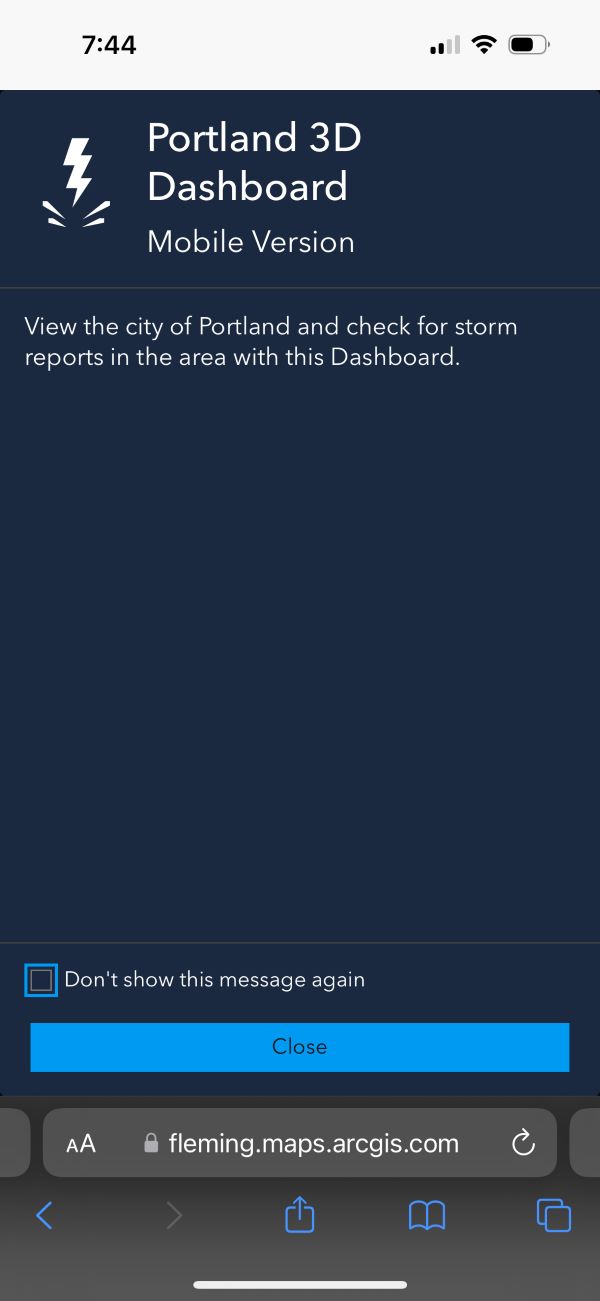 7:44
Portland 3D
Dashboard
Mobile Version
View the city of Portland and check for storm
reports in the area with this Dashboard.
Don't show this message again
Close
AA
fleming.maps.arcgis.com